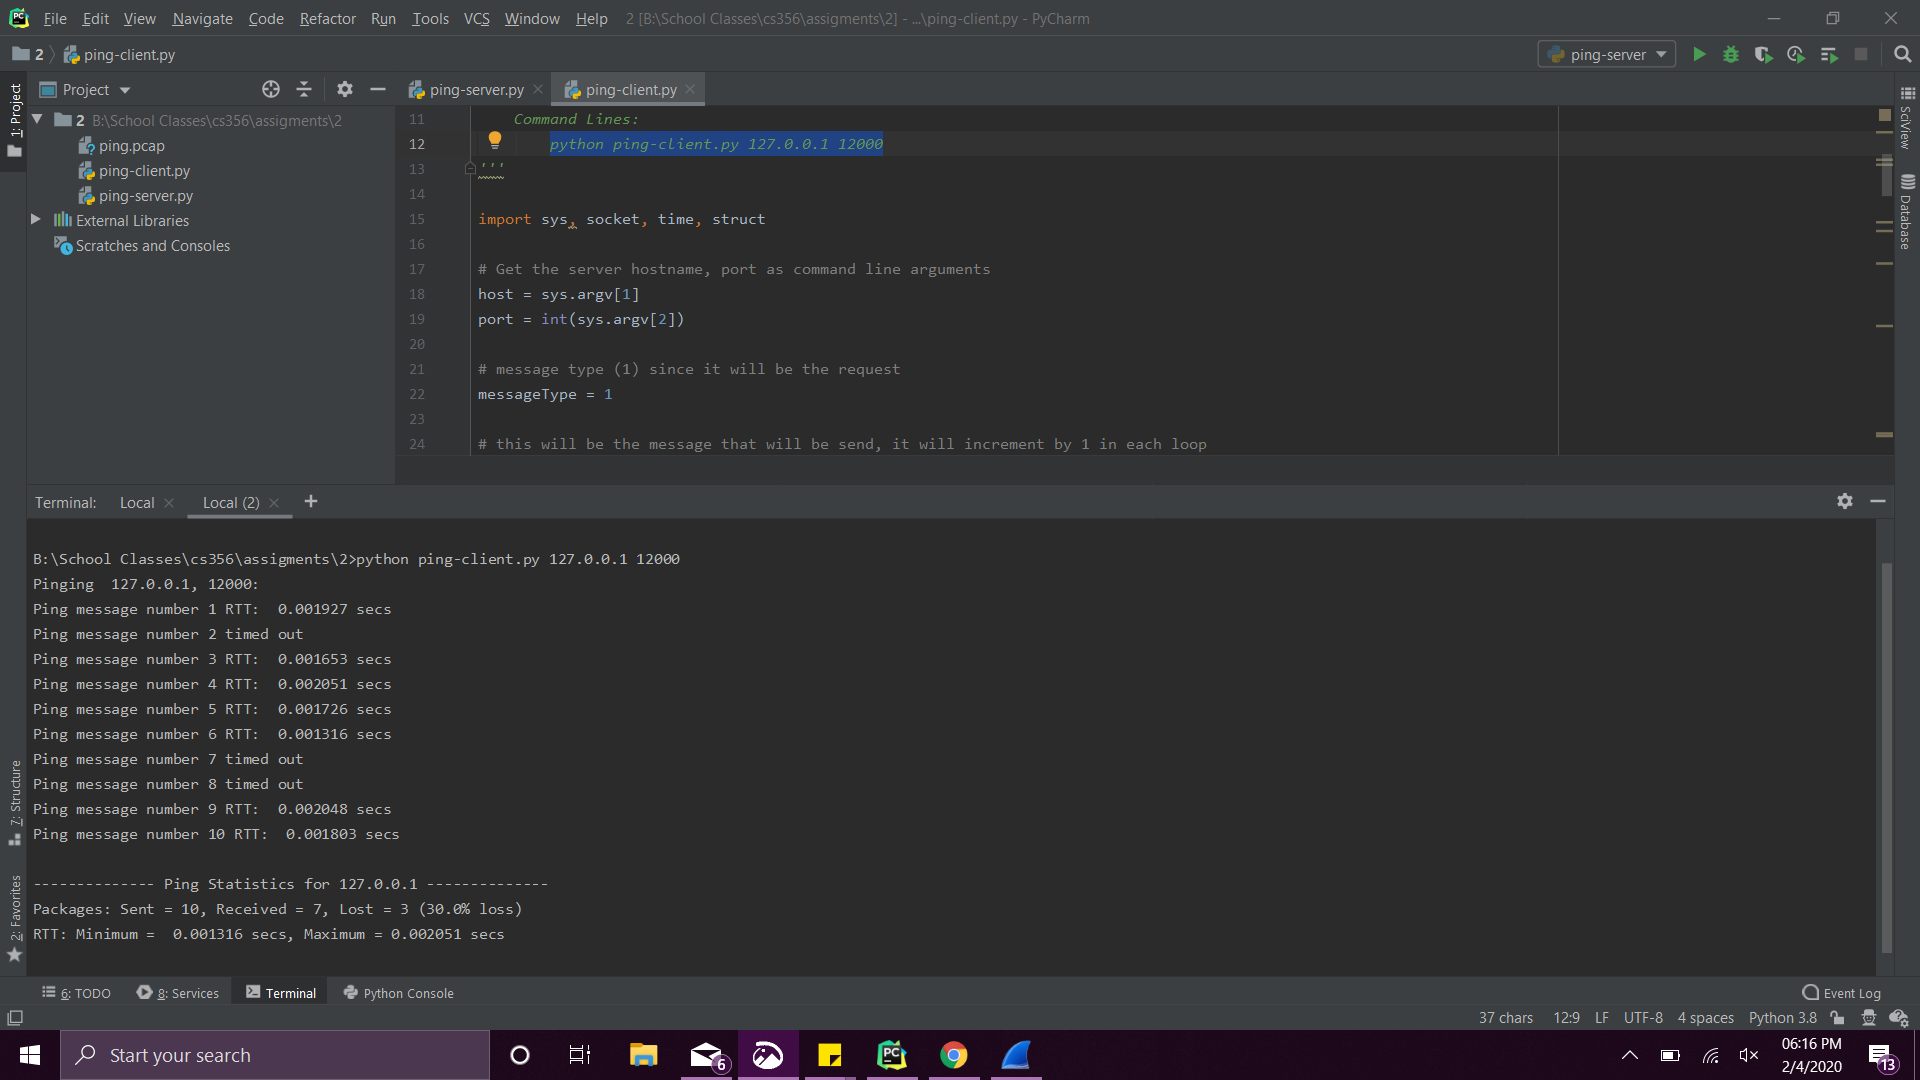 File Edit View Navigate Code Refactor Run Tools VCS Window Help 2 [B:\School Classes\cs356\assigments\2] - ...\ping-client.py - PyCharm
2 ping-client.py ping-server
1: Project
Project
ping-server.py ping-client.py
2 B:\School Classes\cs356\assigments\2
ping.pcap
ping-client.py
ping-server.py
External Libraries
Scratches and Consoles
11 Command Lines:
12 python ping-client.py 127.0.0.1 12000
13 '''
14
15 import sys, socket, time, struct
16
17 # Get the server hostname, port as command line arguments
18 host = sys.argv[1]
19 port = int(sys.argv[2])
20
21 # message type (1) since it will be the request
22 messageType = 1
23
24 # this will be the message that will be send, it will increment by 1 in each loop
SciView
Database
Terminal: Local Local (2) +
B:\School Classes\cs356\assigments\2>python ping-client.py 127.0.0.1 12000
Pinging  127.0.0.1, 12000:
Ping message number 1 RTT:  0.001927 secs
Ping message number 2 timed out
Ping message number 3 RTT:  0.001653 secs
Ping message number 4 RTT:  0.002051 secs
Ping message number 5 RTT:  0.001726 secs
Ping message number 6 RTT:  0.001316 secs
Ping message number 7 timed out
Ping message number 8 timed out
Ping message number 9 RTT:  0.002048 secs
Ping message number 10 RTT:  0.001803 secs
-------------- Ping Statistics for 127.0.0.1 --------------
Packages: Sent = 10, Received = 7, Lost = 3 (30.0% loss)
RTT: Minimum =  0.001316 secs, Maximum = 0.002051 secs
7: Structure
2: Favorites
6: TODO 8: Services Terminal Python Console Event Log
37 chars 12:9 LF UTF-8 4 spaces Python 3.8
Start your search 6 PC 06:16 PM
2/4/2020 13